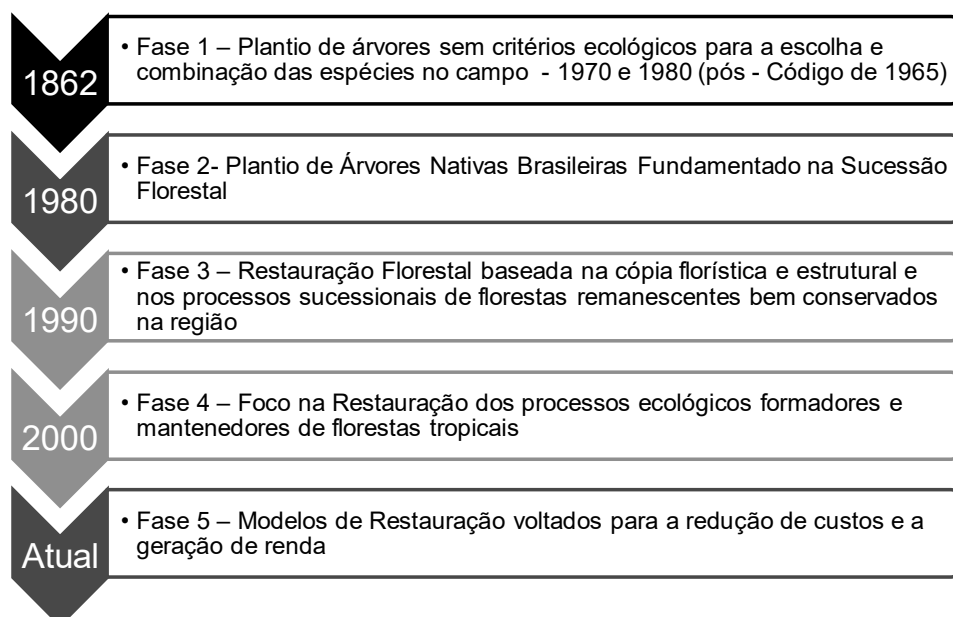 1862
• Fase 1 – Plantio de árvores sem critérios ecológicos para a escolha e
combinação das espécies no campo - 1970 e 1980 (pós - Código de 1965)
1980
• Fase 2- Plantio de Árvores Nativas Brasileiras Fundamentado na Sucessão
Florestal
1990
• Fase 3 – Restauração Florestal baseada na cópia florística e estrutural e
nos processos sucessionais de florestas remanescentes bem conservados
na região
2000
• Fase 4 – Foco na Restauração dos processos ecológicos formadores e
mantenedores de florestas tropicais
Atual
• Fase 5 – Modelos de Restauração voltados para a redução de custos e a
geração de renda